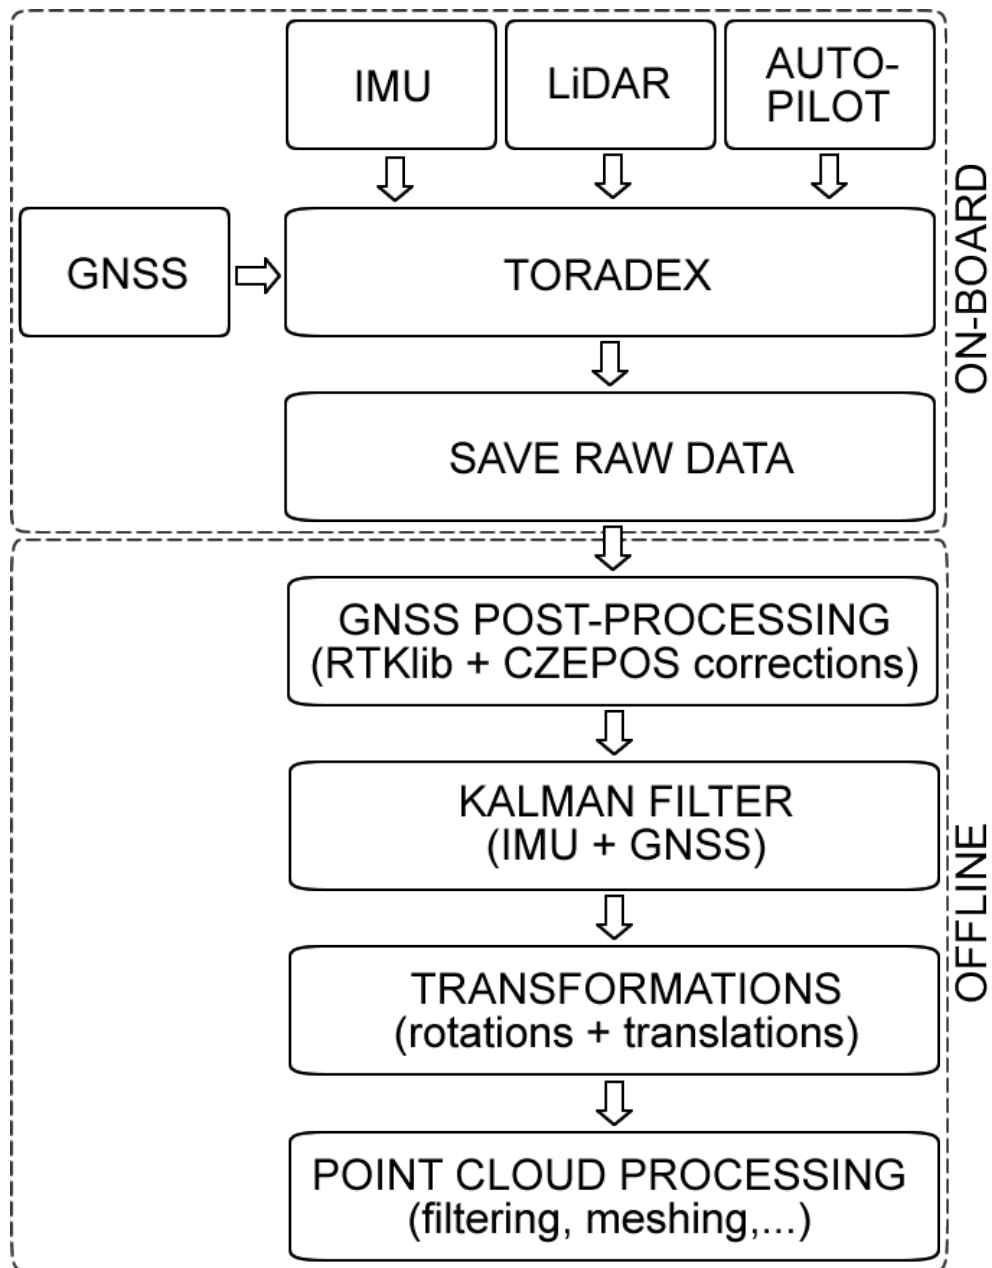 IMU
LiDAR
AUTO-
PILOT
GNSS
TORADEX
SAVE RAW DATA
ON-BOARD
GNSS POST-PROCESSING
(RTKlib + CZEPOS corrections)
KALMAN FILTER
(IMU + GNSS)
TRANSFORMATIONS
(rotations + translations)
POINT CLOUD PROCESSING
(filtering, meshing,...)
OFFLINE